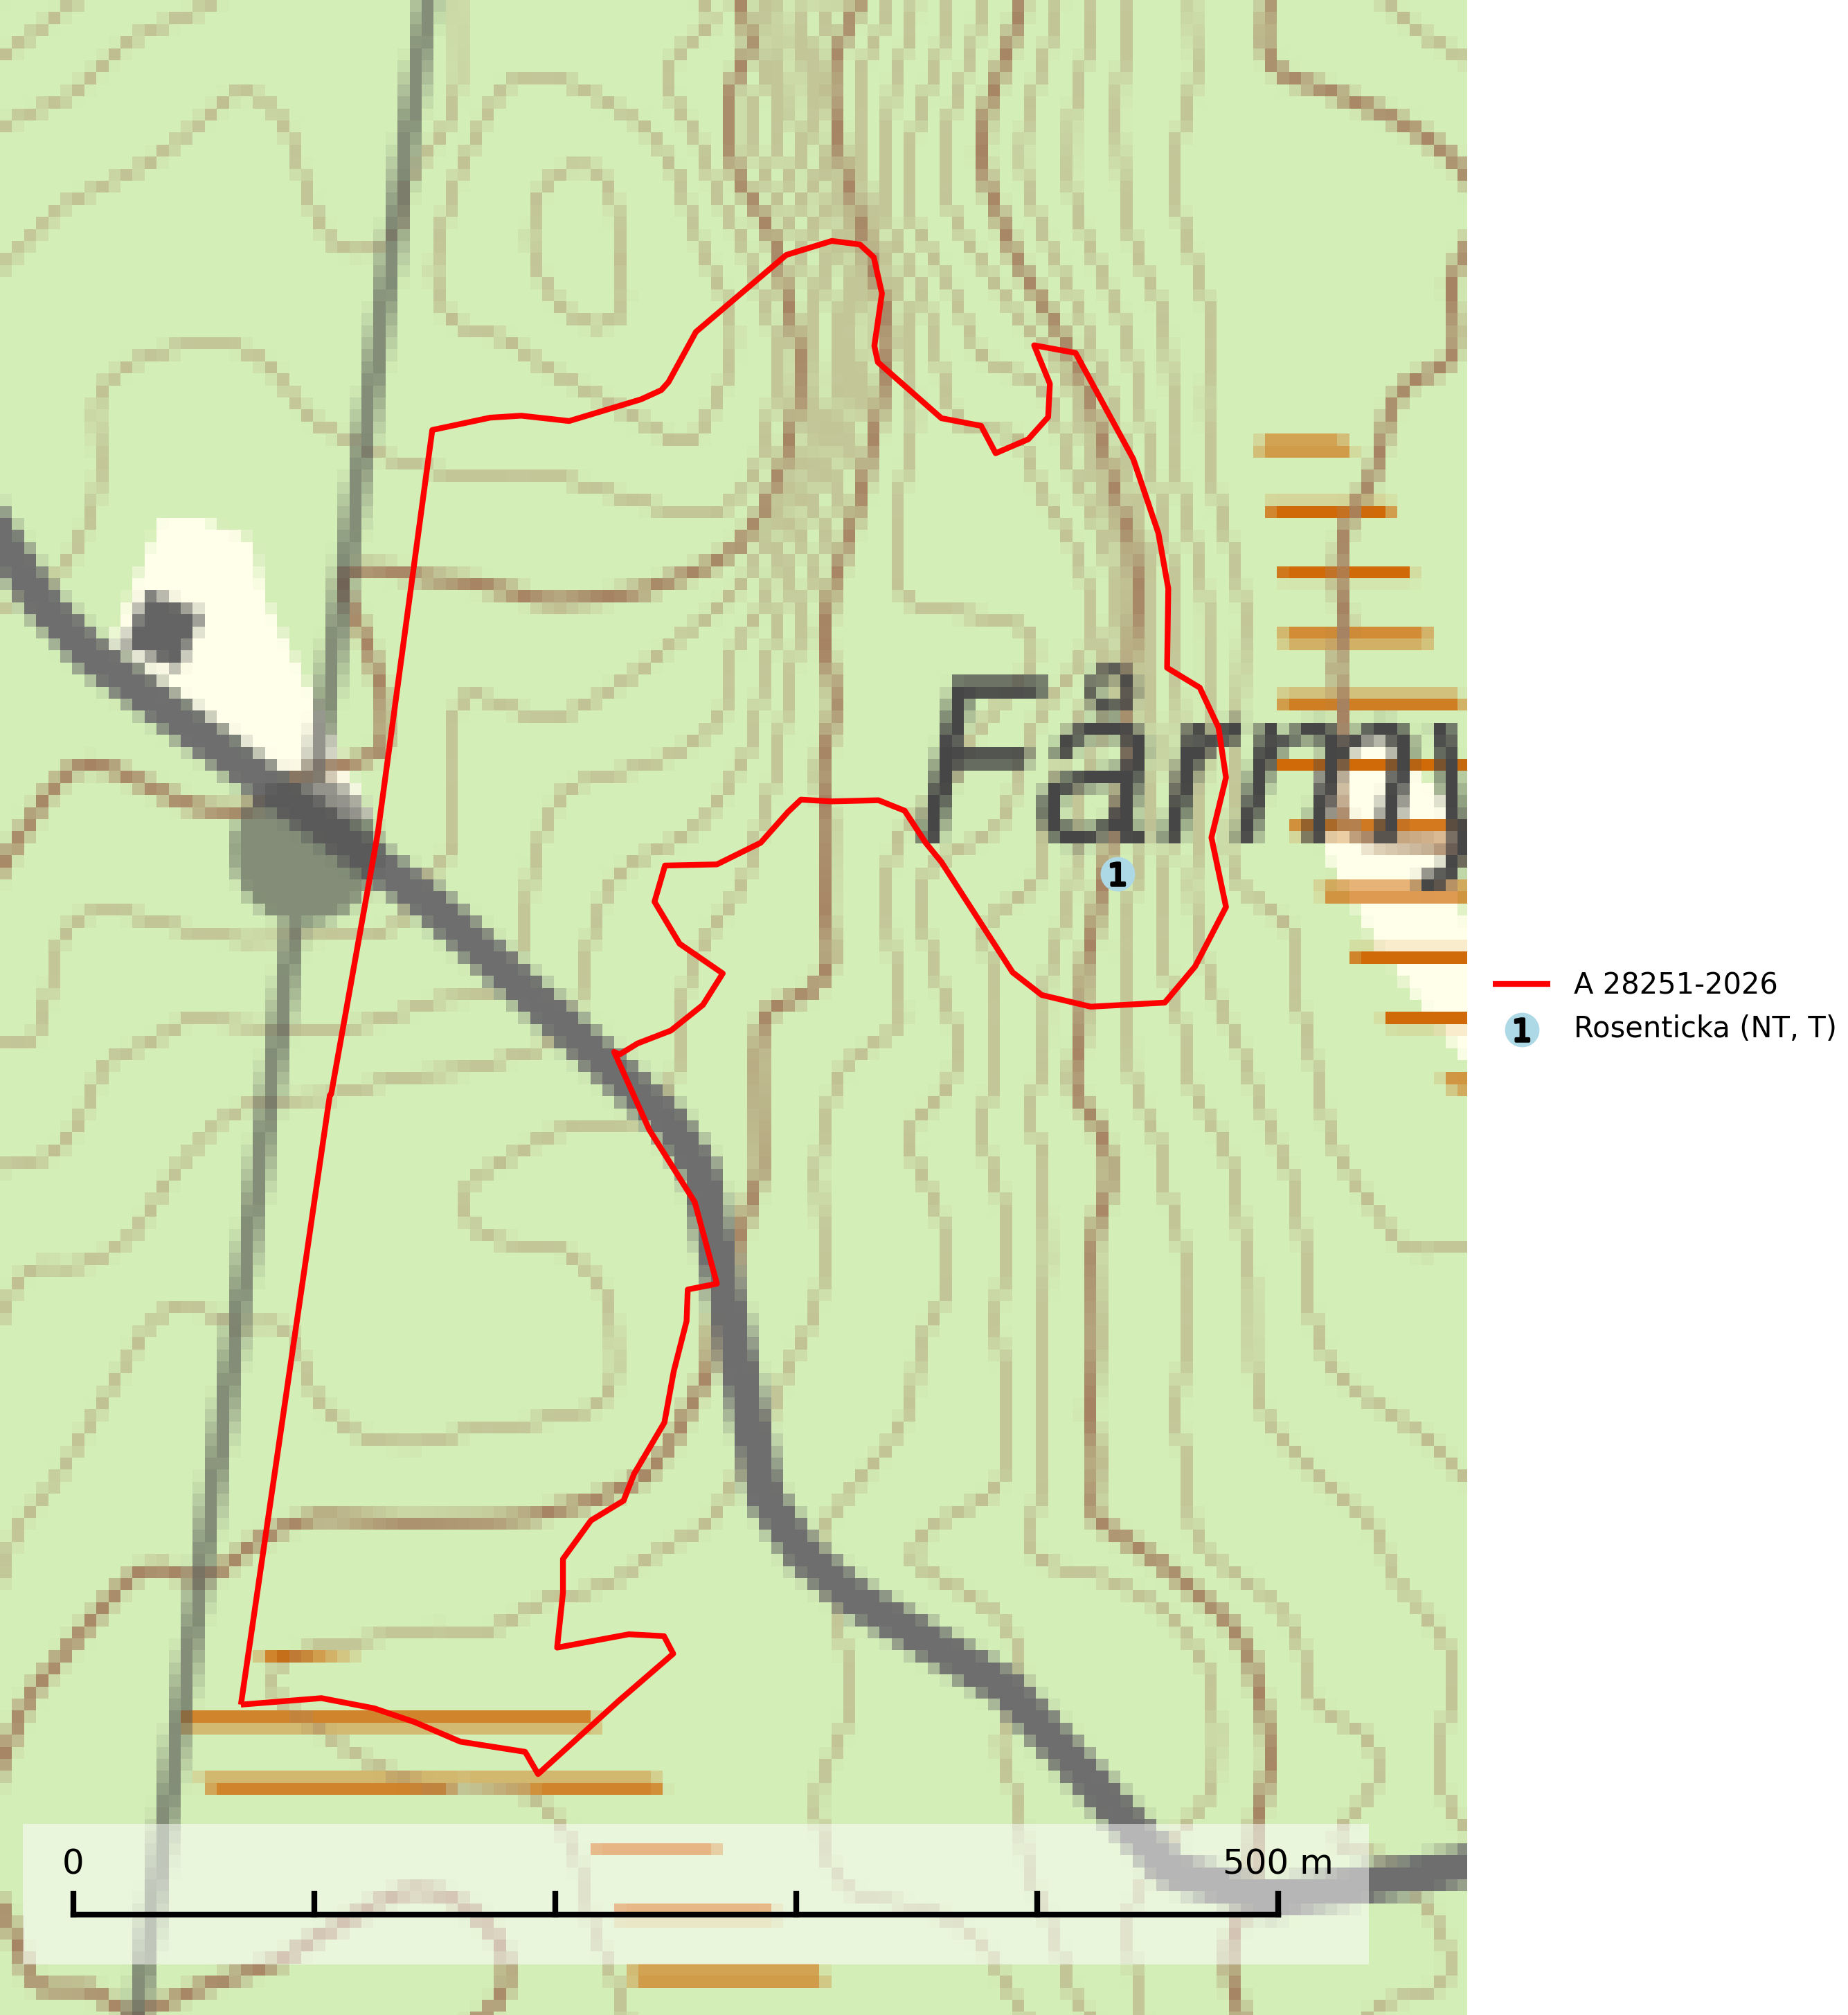 Fårmy
1
A 28251-2026
1 Rosenticka (NT, T)
0 500 m